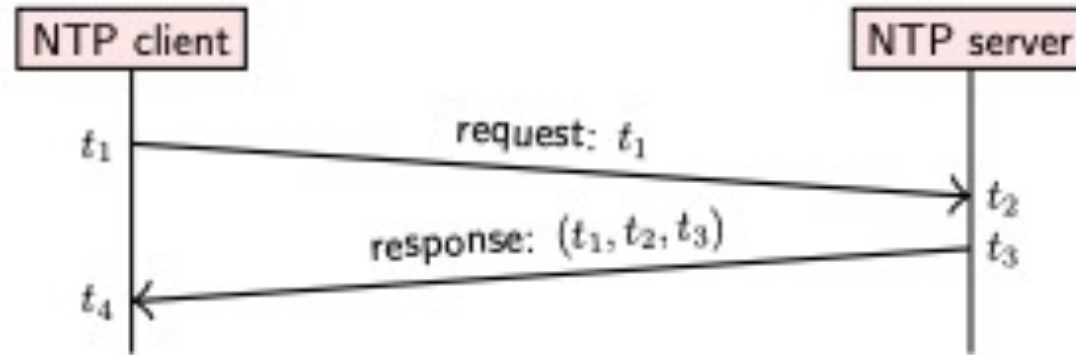 NTP client
NTP server
request: t₁
t₁
t₂
response: (t₁, t₂, t₃)
t₃
t₄